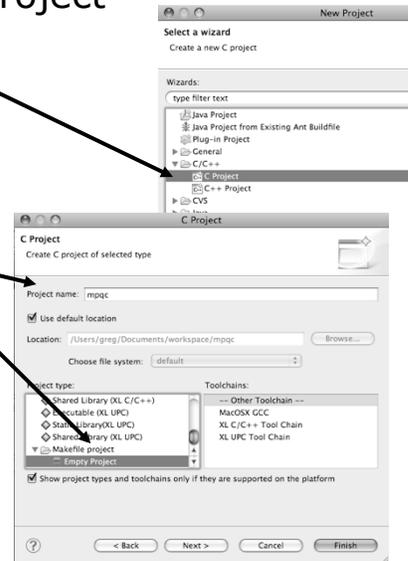 roject
New Project
Select a wizard
Create a new C project
Wizards:
type filter text
Java Project
Java Project from Existing Ant Buildfile
Plug-in Project
General
C/C++
C Project
C++ Project
CVS
C Project
C Project
Create C project of selected type
Project name: mpqc
Use default location
Location: /Users/greg/Documents/workspace/mpqc Browse...
Choose file system: default
Project type: Toolchains:
Shared Library (XL C/C++) -- Other Toolchain --
Executable (XL UPC) MacOSX GCC
Static Library(XL UPC) XL C/C++ Tool Chain
Shared Library (XL UPC) XL UPC Tool Chain
Makefile project
Empty Project
Show project types and toolchains only if they are supported on the platform
? < Back Next > Cancel Finish